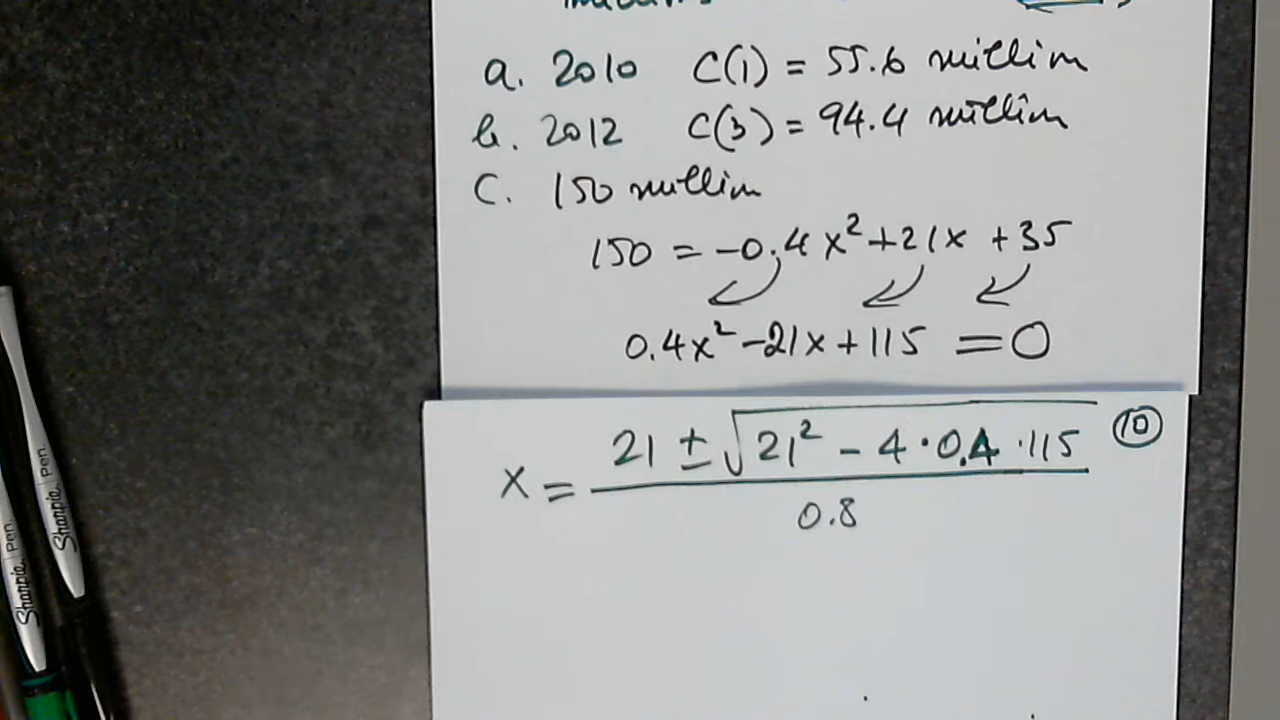 a. 2010 C(1) = 55.6 million
b. 2012 C(3) = 94.4 million
C. 150 million
150 = -0.4x²+21x +35
0.4x²-21x+115 = 0
10
x = (21 ± √(21² - 4·0.4·115)) / 0.8
Sharpie Pen
Sharpie Pen